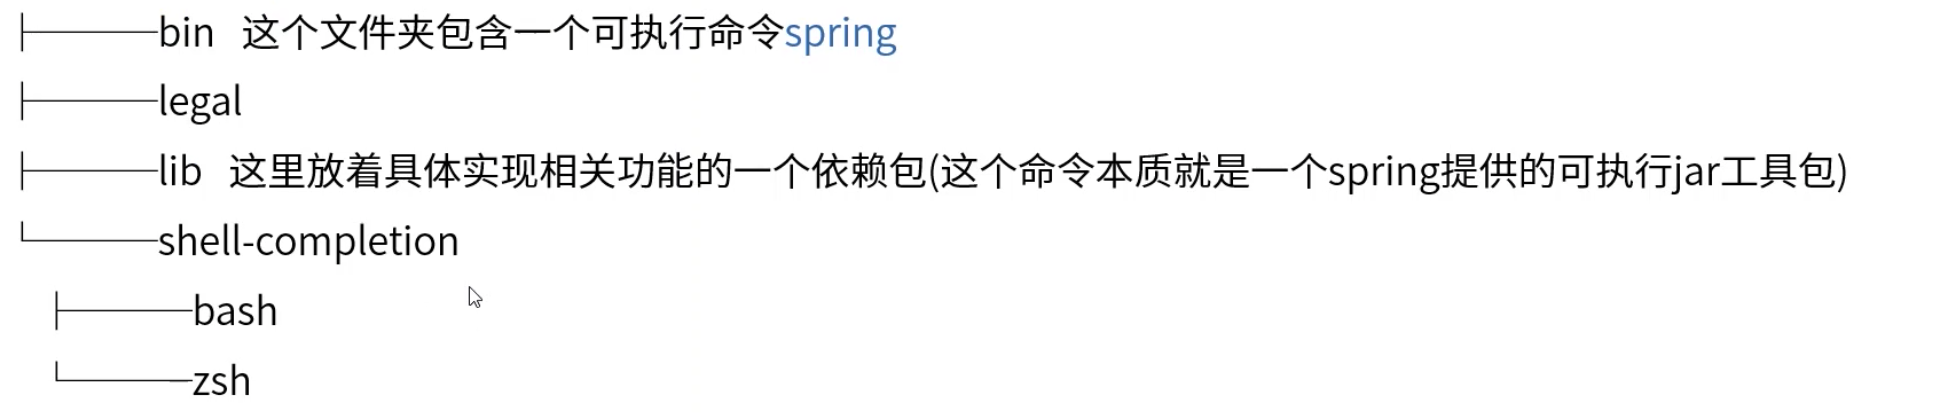 ├───bin 这个文件夹包含一个可执行命令spring
├───legal
├───lib 这里放着具体实现相关功能的一个依赖包(这个命令本质就是一个spring提供的可执行jar工具包)
└───shell-completion
├───bash
└───zsh